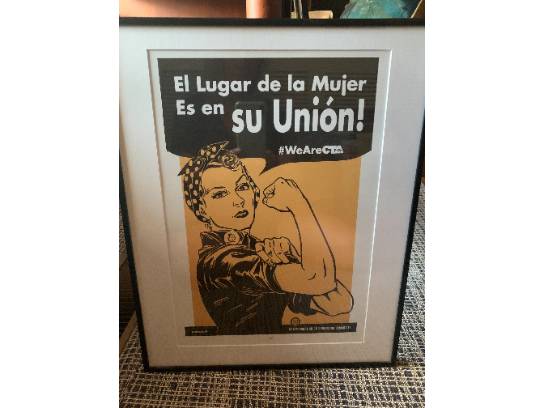 El Lugar de la Mujer
Es en su Unión!
#WeAreCTA